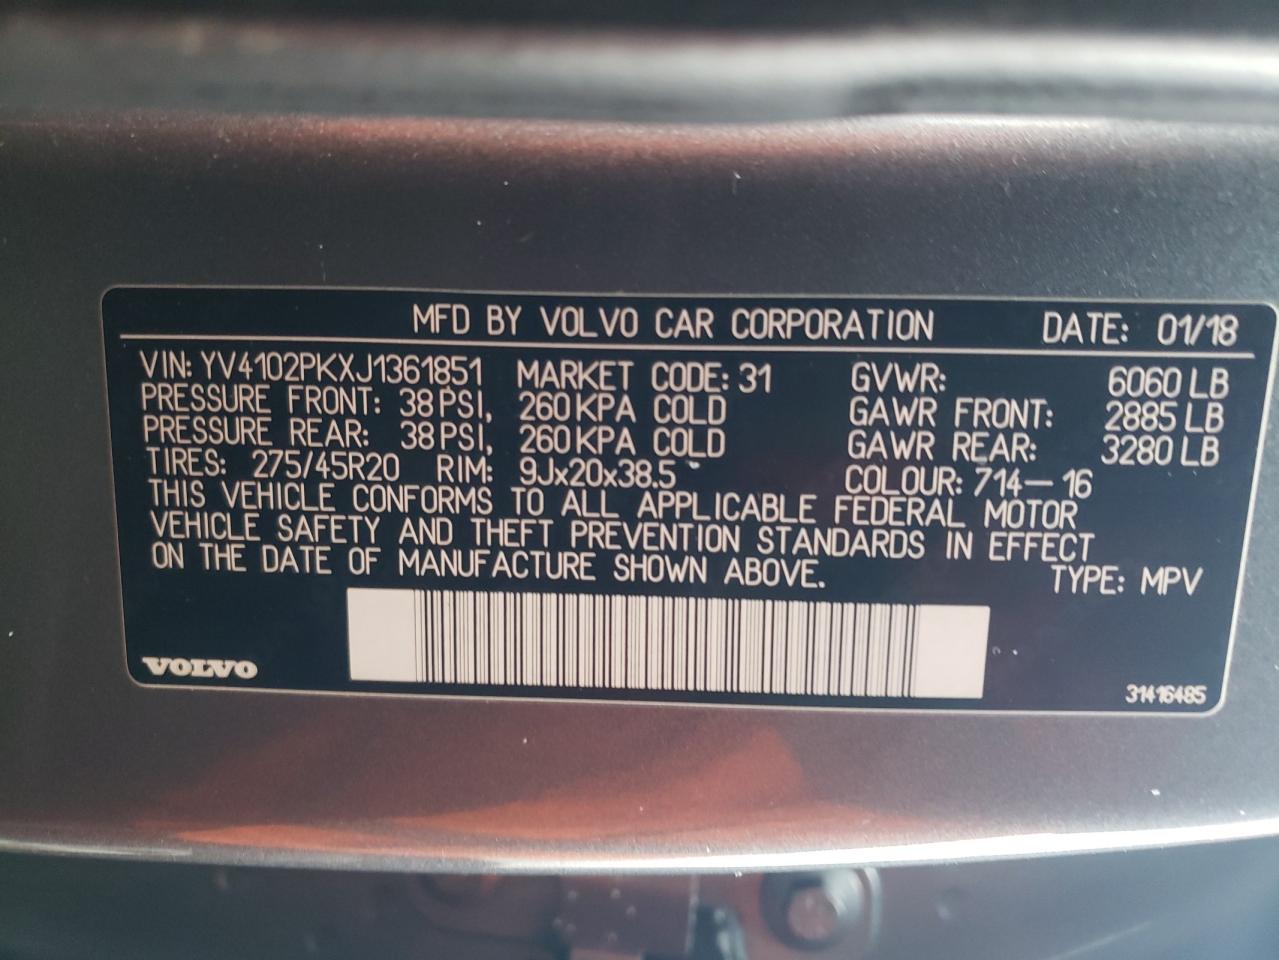 MFD BY VOLVO CAR CORPORATION DATE: 01/18
VIN: YV4102PKXJ1361851 MARKET CODE: 31 GVWR: 6060 LB
PRESSURE FRONT: 38 PSI, 260 KPA COLD GAWR FRONT: 2885 LB
PRESSURE REAR: 38 PSI, 260 KPA COLD GAWR REAR: 3280 LB
TIRES: 275/45R20 RIM: 9Jx20x38.5 COLOUR: 714-16
THIS VEHICLE CONFORMS TO ALL APPLICABLE FEDERAL MOTOR
VEHICLE SAFETY AND THEFT PREVENTION STANDARDS IN EFFECT
ON THE DATE OF MANUFACTURE SHOWN ABOVE. TYPE: MPV
VOLVO 31416485